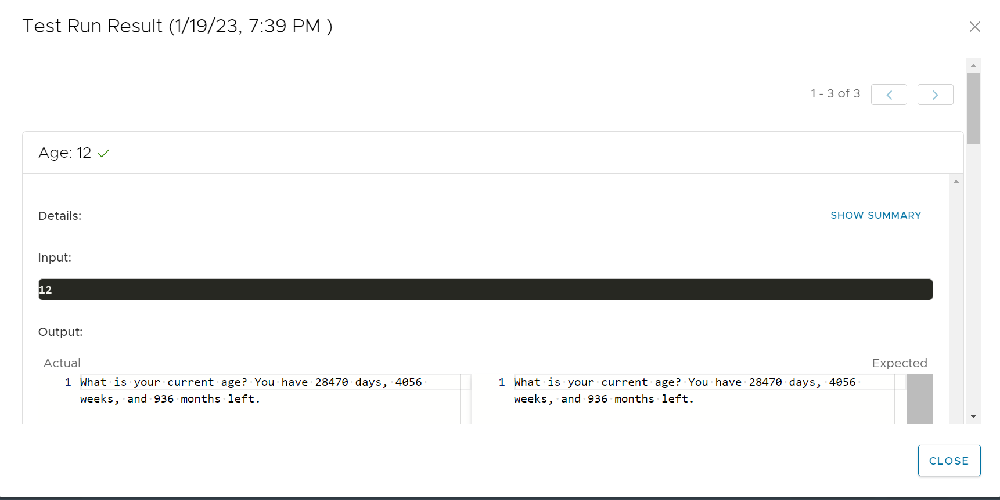 Test Run Result (1/19/23, 7:39 PM )
1 - 3 of 3
Age: 12
Details:
SHOW SUMMARY
Input:
12
Output:
Actual
Expected
1 What is your current age? You have 28470 days, 4056
weeks, and 936 months left.
1 What is your current age? You have 28470 days, 4056
weeks, and 936 months left.
CLOSE